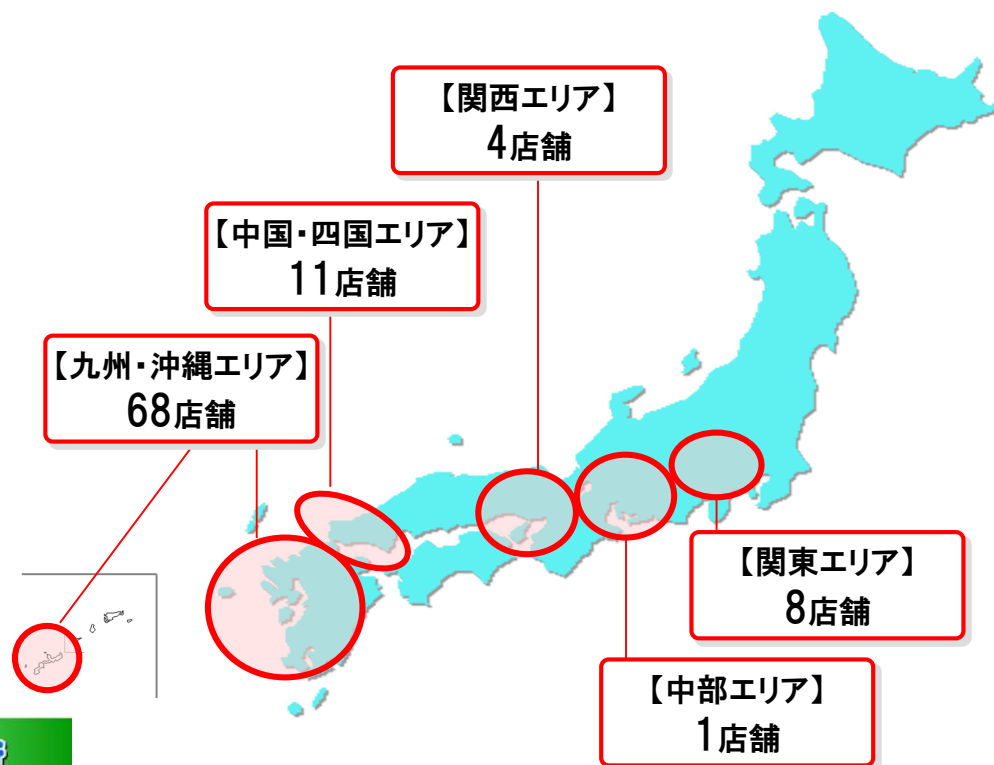 【関西エリア】
4店舗
【中国・四国エリア】
11店舗
【九州・沖縄エリア】
68店舗
【関東エリア】
8店舗
【中部エリア】
1店舗